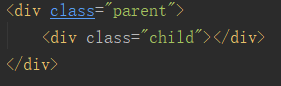 <div class="parent">
    <div class="child"></div>
</div>